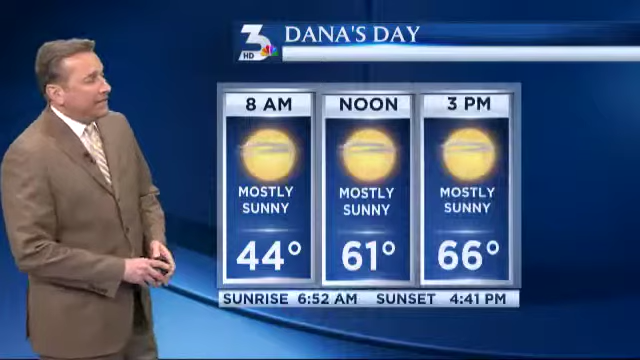 3
HD
DANA'S DAY
8 AM
NOON
3 PM
MOSTLY
SUNNY
MOSTLY
SUNNY
MOSTLY
SUNNY
44°
61°
66°
SUNRISE 6:52 AM SUNSET 4:41 PM